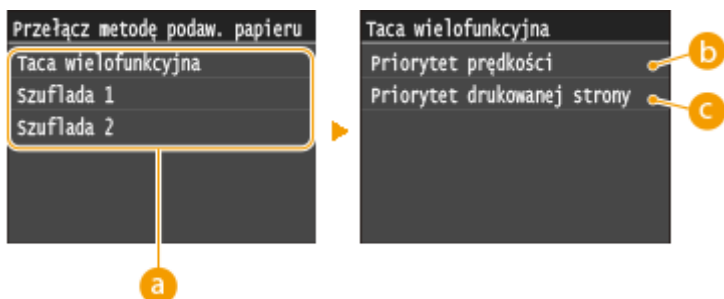 Przełącz metodę podaw. papieru
Taca wielofunkcyjna
Szuflada 1
Szuflada 2
a
Taca wielofunkcyjna
Priorytet prędkości
b
Priorytet drukowanej strony
c